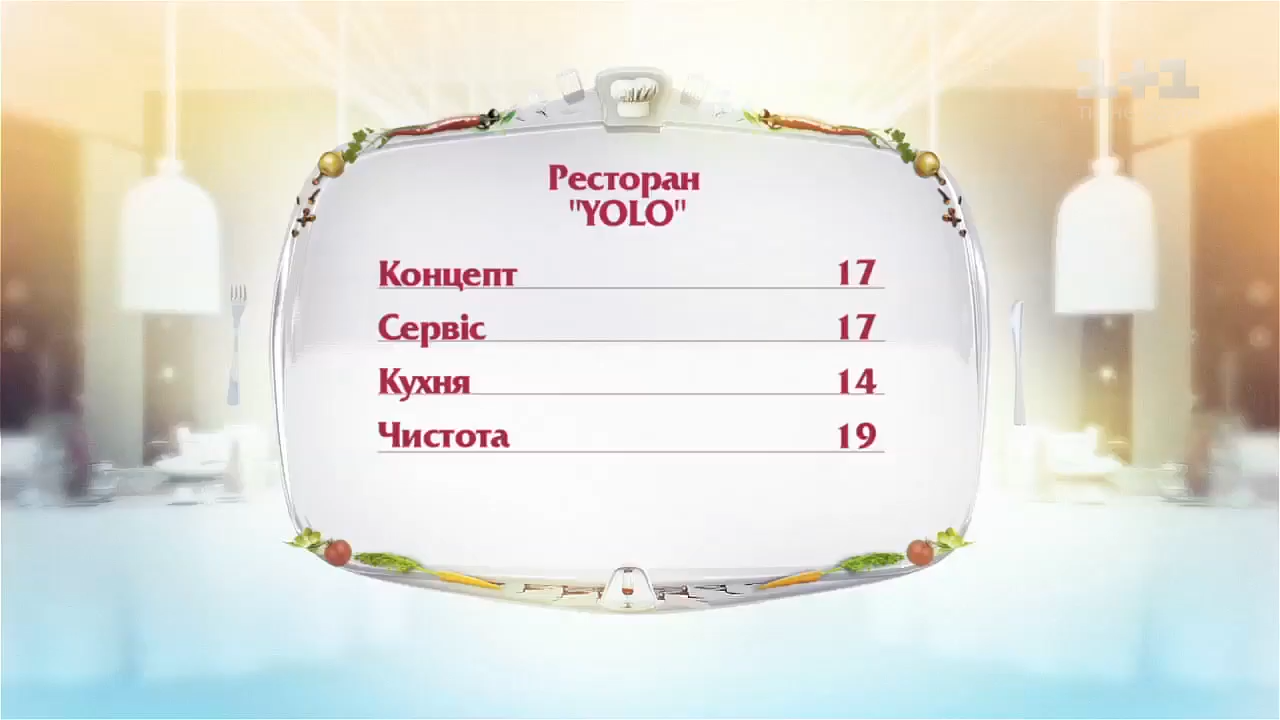 1+1
Ресторан
"YOLO"
Концепт 17
Сервіс 17
Кухня 14
Чистота 19